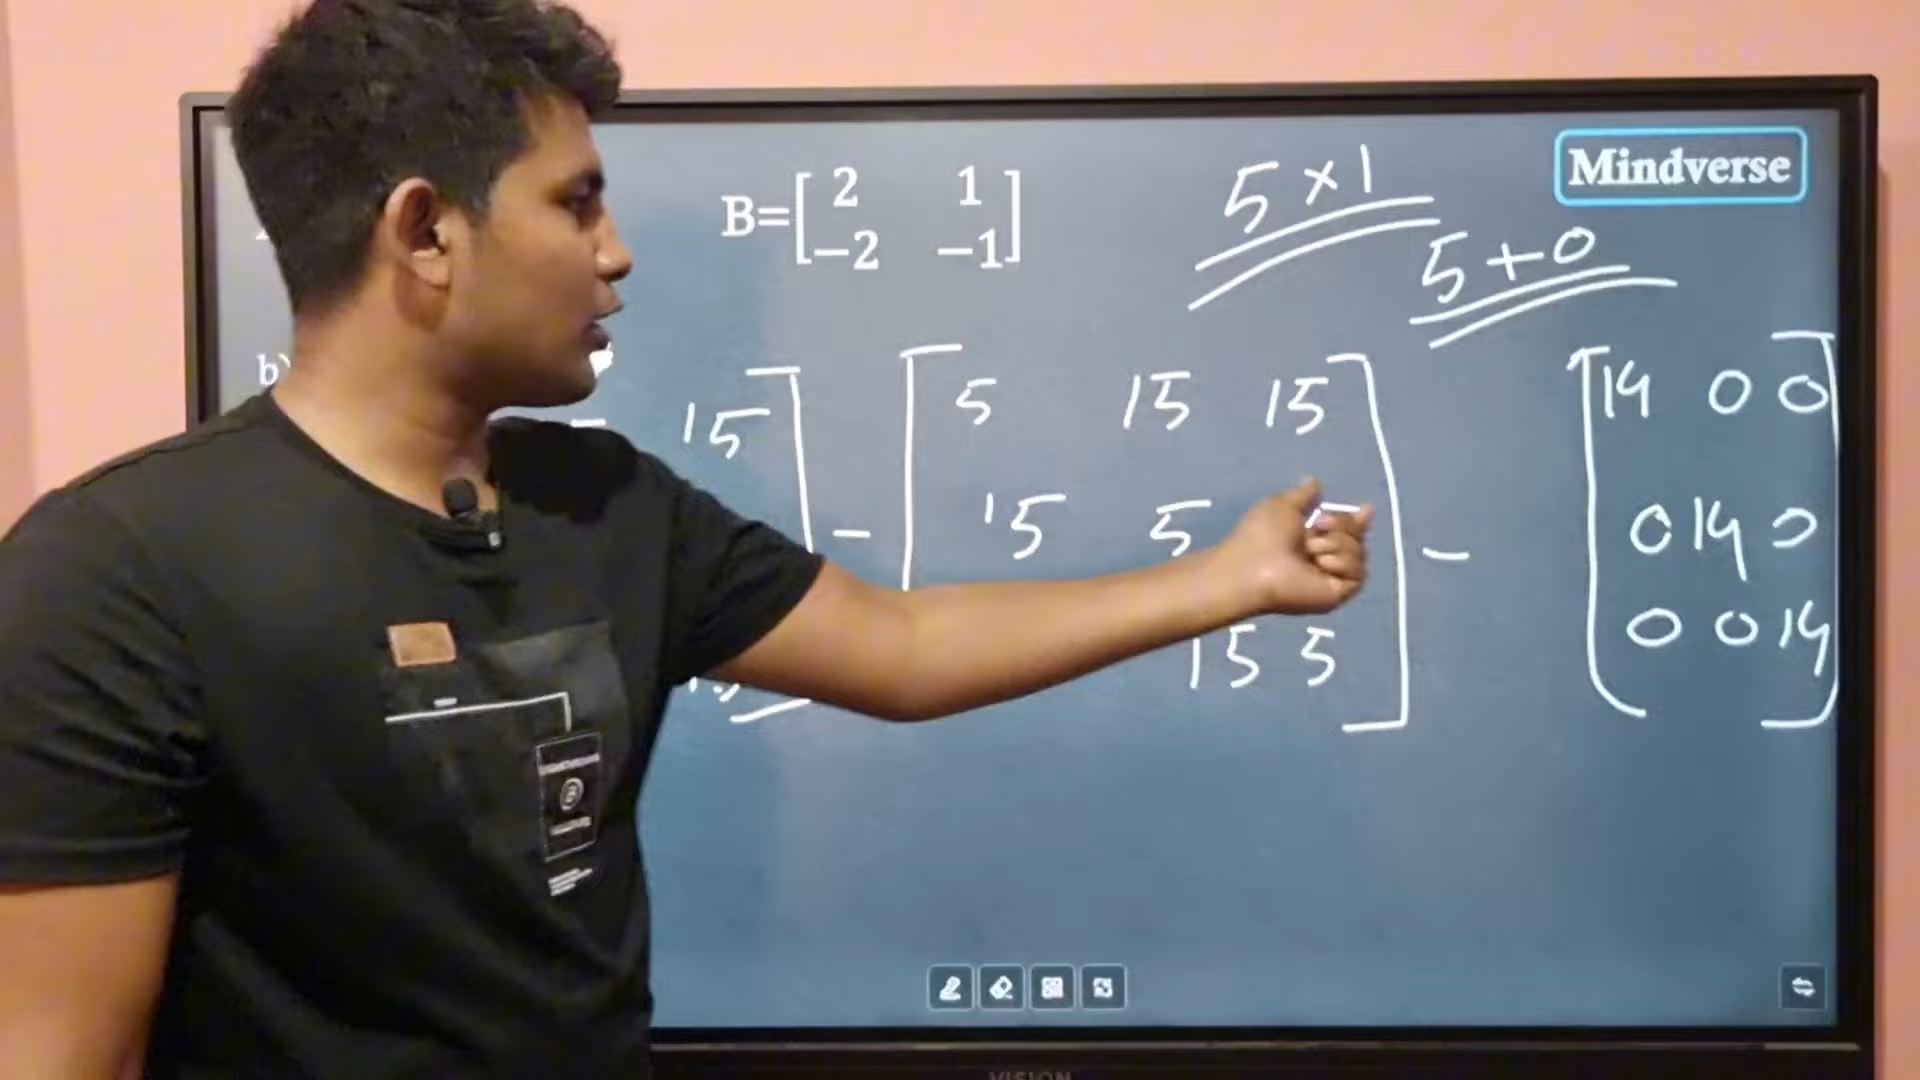 Mindverse
B=[2 1
−2 −1]
5 × 1
5 + 0
b)
15 ] − [ 5 15 15 ] − [ 14 0 0 ]
15 5
0 14 0
15 5
0 0 14
VISION